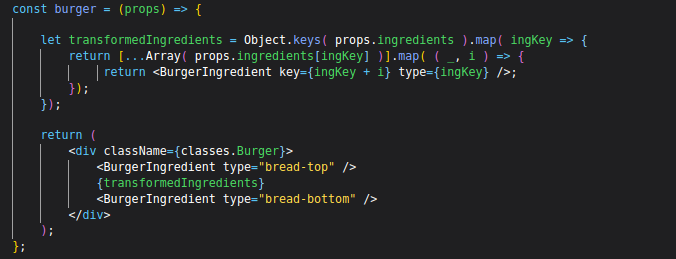 const burger = (props) => {
let transformedIngredients = Object.keys( props.ingredients ).map( ingKey => {
return [...Array( props.ingredients[ingKey] )].map( ( _, i ) => {
return <BurgerIngredient key={ingKey + i} type={ingKey} />;
});
});
return (
<div className={classes.Burger}>
<BurgerIngredient type="bread-top" />
{transformedIngredients}
<BurgerIngredient type="bread-bottom" />
</div>
);
};